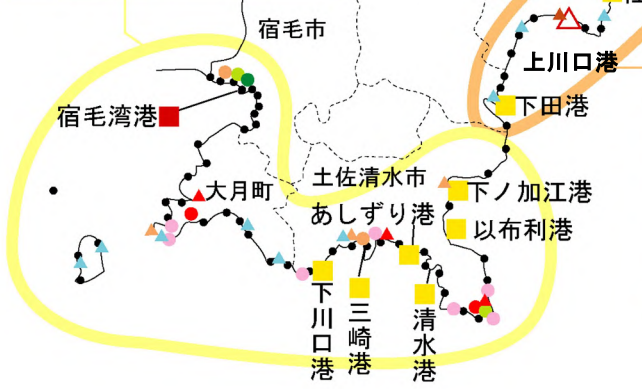 宿毛市
上川口港
下田港
宿毛湾港
大月町
土佐清水市
下ノ加江港
あしずり港
以布利港
下川口港
三崎港
清水港